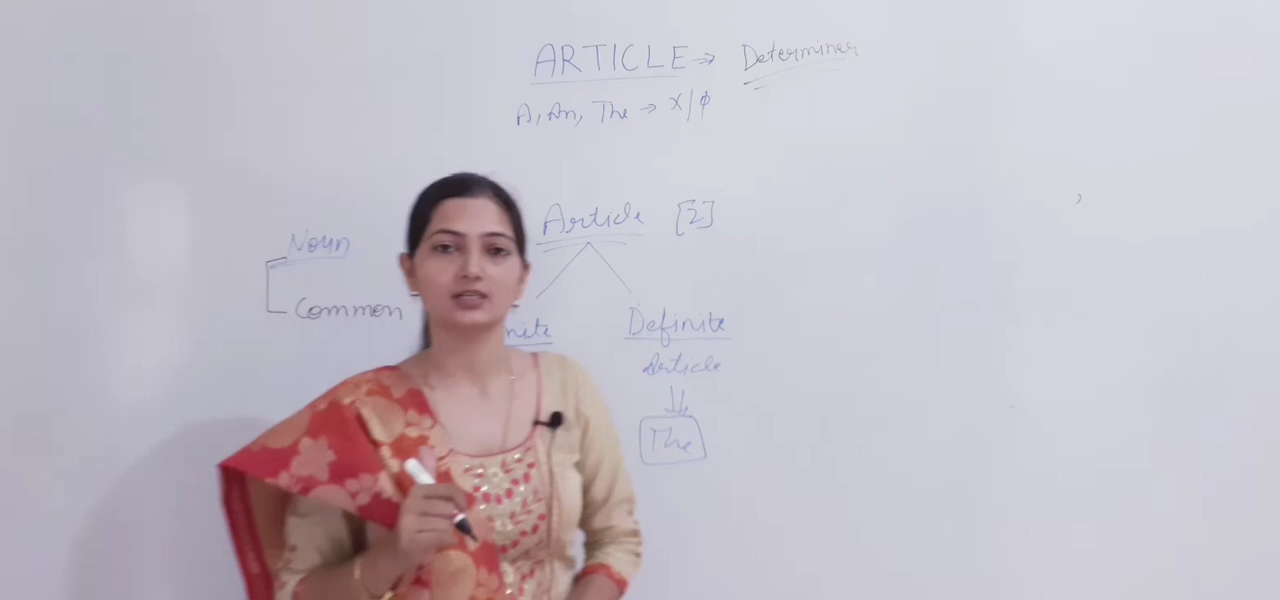 ARTICLE → Determiner
A, An, The → X/ϕ
Article [2]
Noun
Common
nite Definite
Article
The